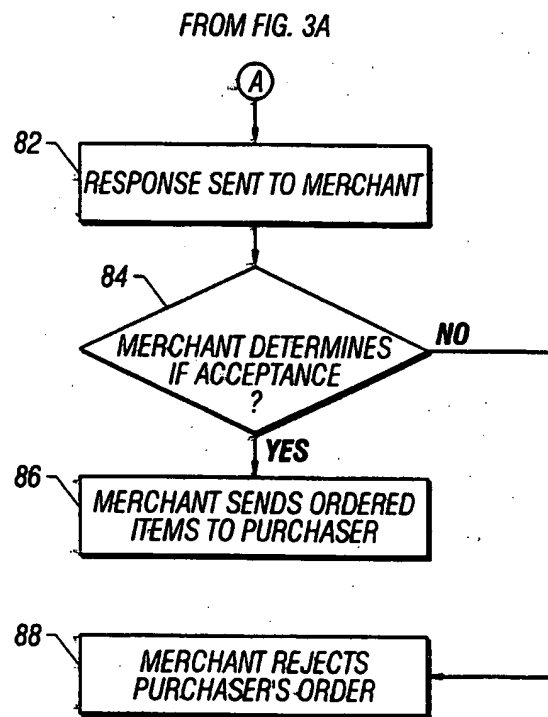 FROM FIG. 3A
A
82
RESPONSE SENT TO MERCHANT
84
MERCHANT DETERMINES
IF ACCEPTANCE
?
NO
YES
86
MERCHANT SENDS ORDERED
ITEMS TO PURCHASER
88
MERCHANT REJECTS
PURCHASER'S ORDER